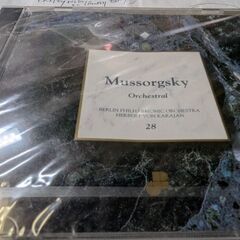 Mussorgsky
Orchestral
BERLIN PHILHARMONIC ORCHESTRA
HERBERT VON KARAJAN
28